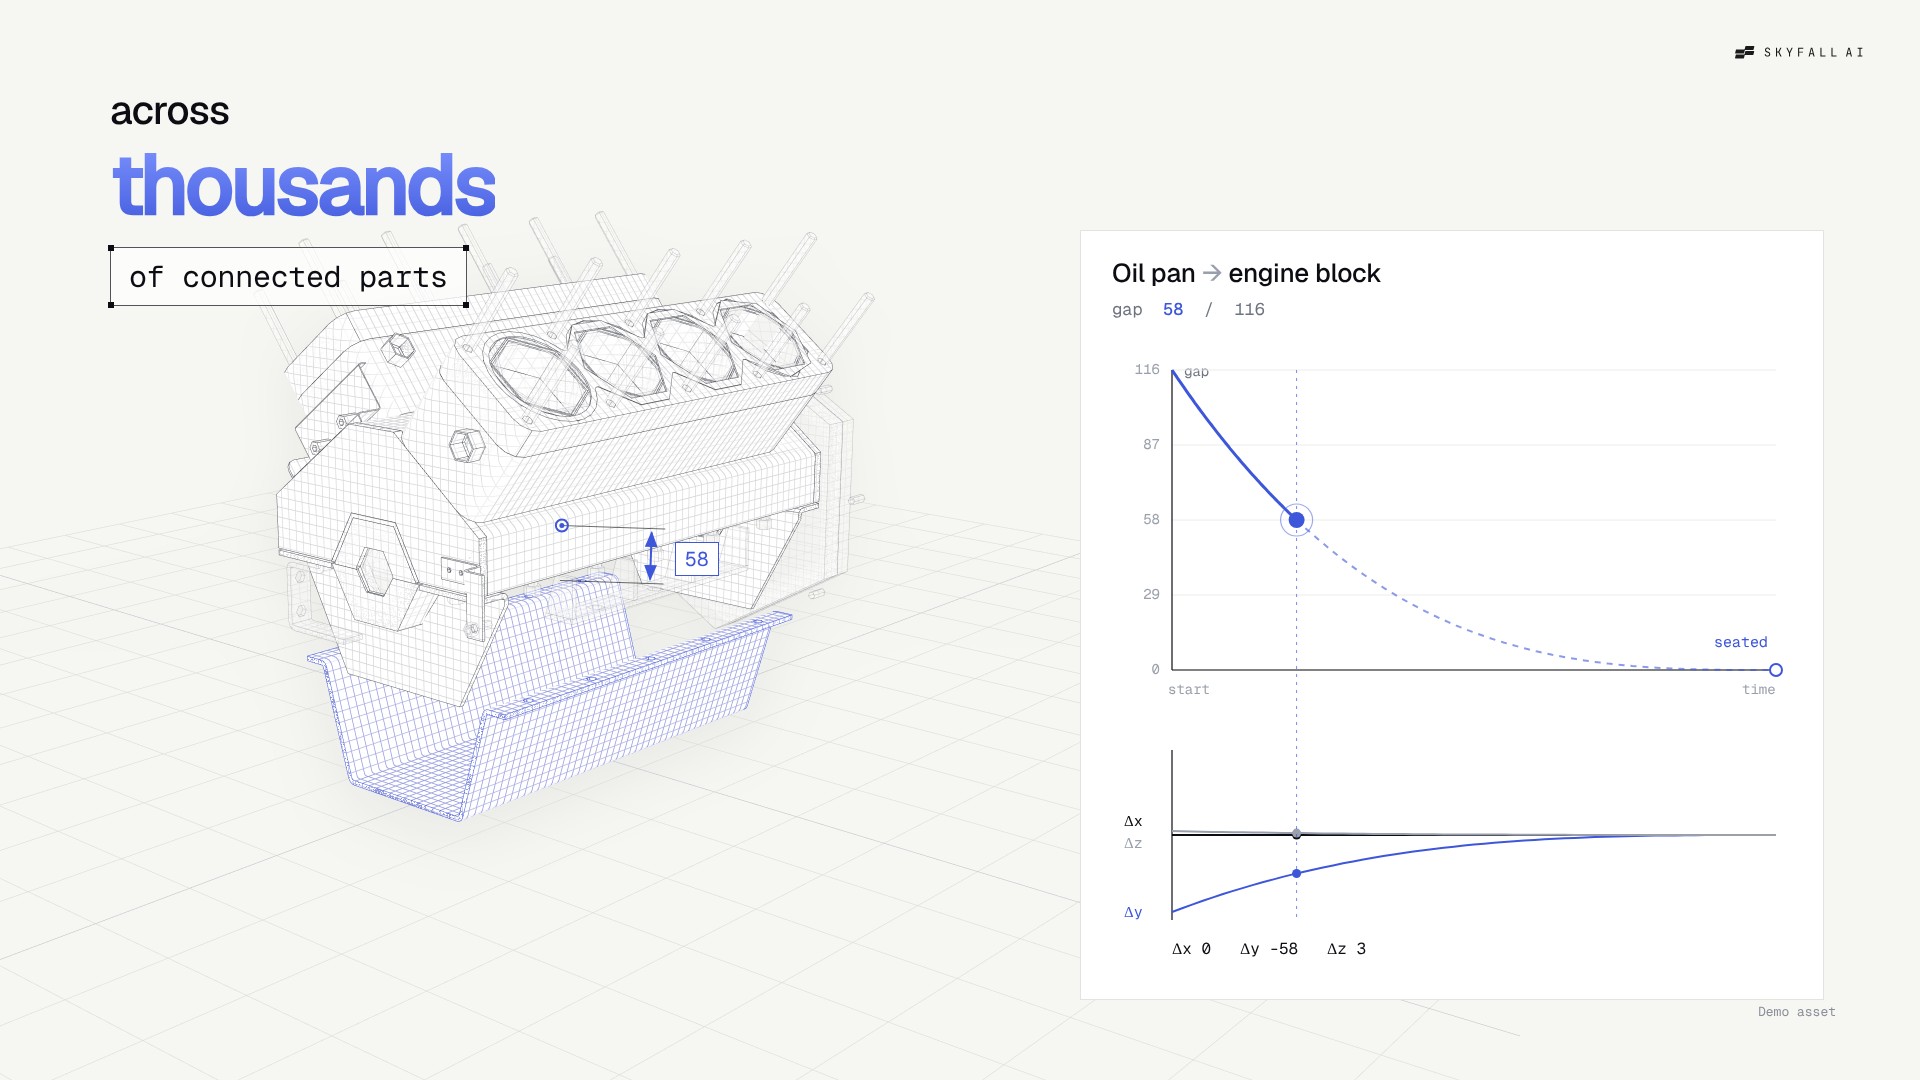 SKYFALL AI
across
thousands
of connected parts
58
Oil pan → engine block
gap 58 / 116
116
gap
87
58
29
seated
0
start
time
Δx
Δz
Δy
Δx 0 Δy -58 Δz 3
Demo asset